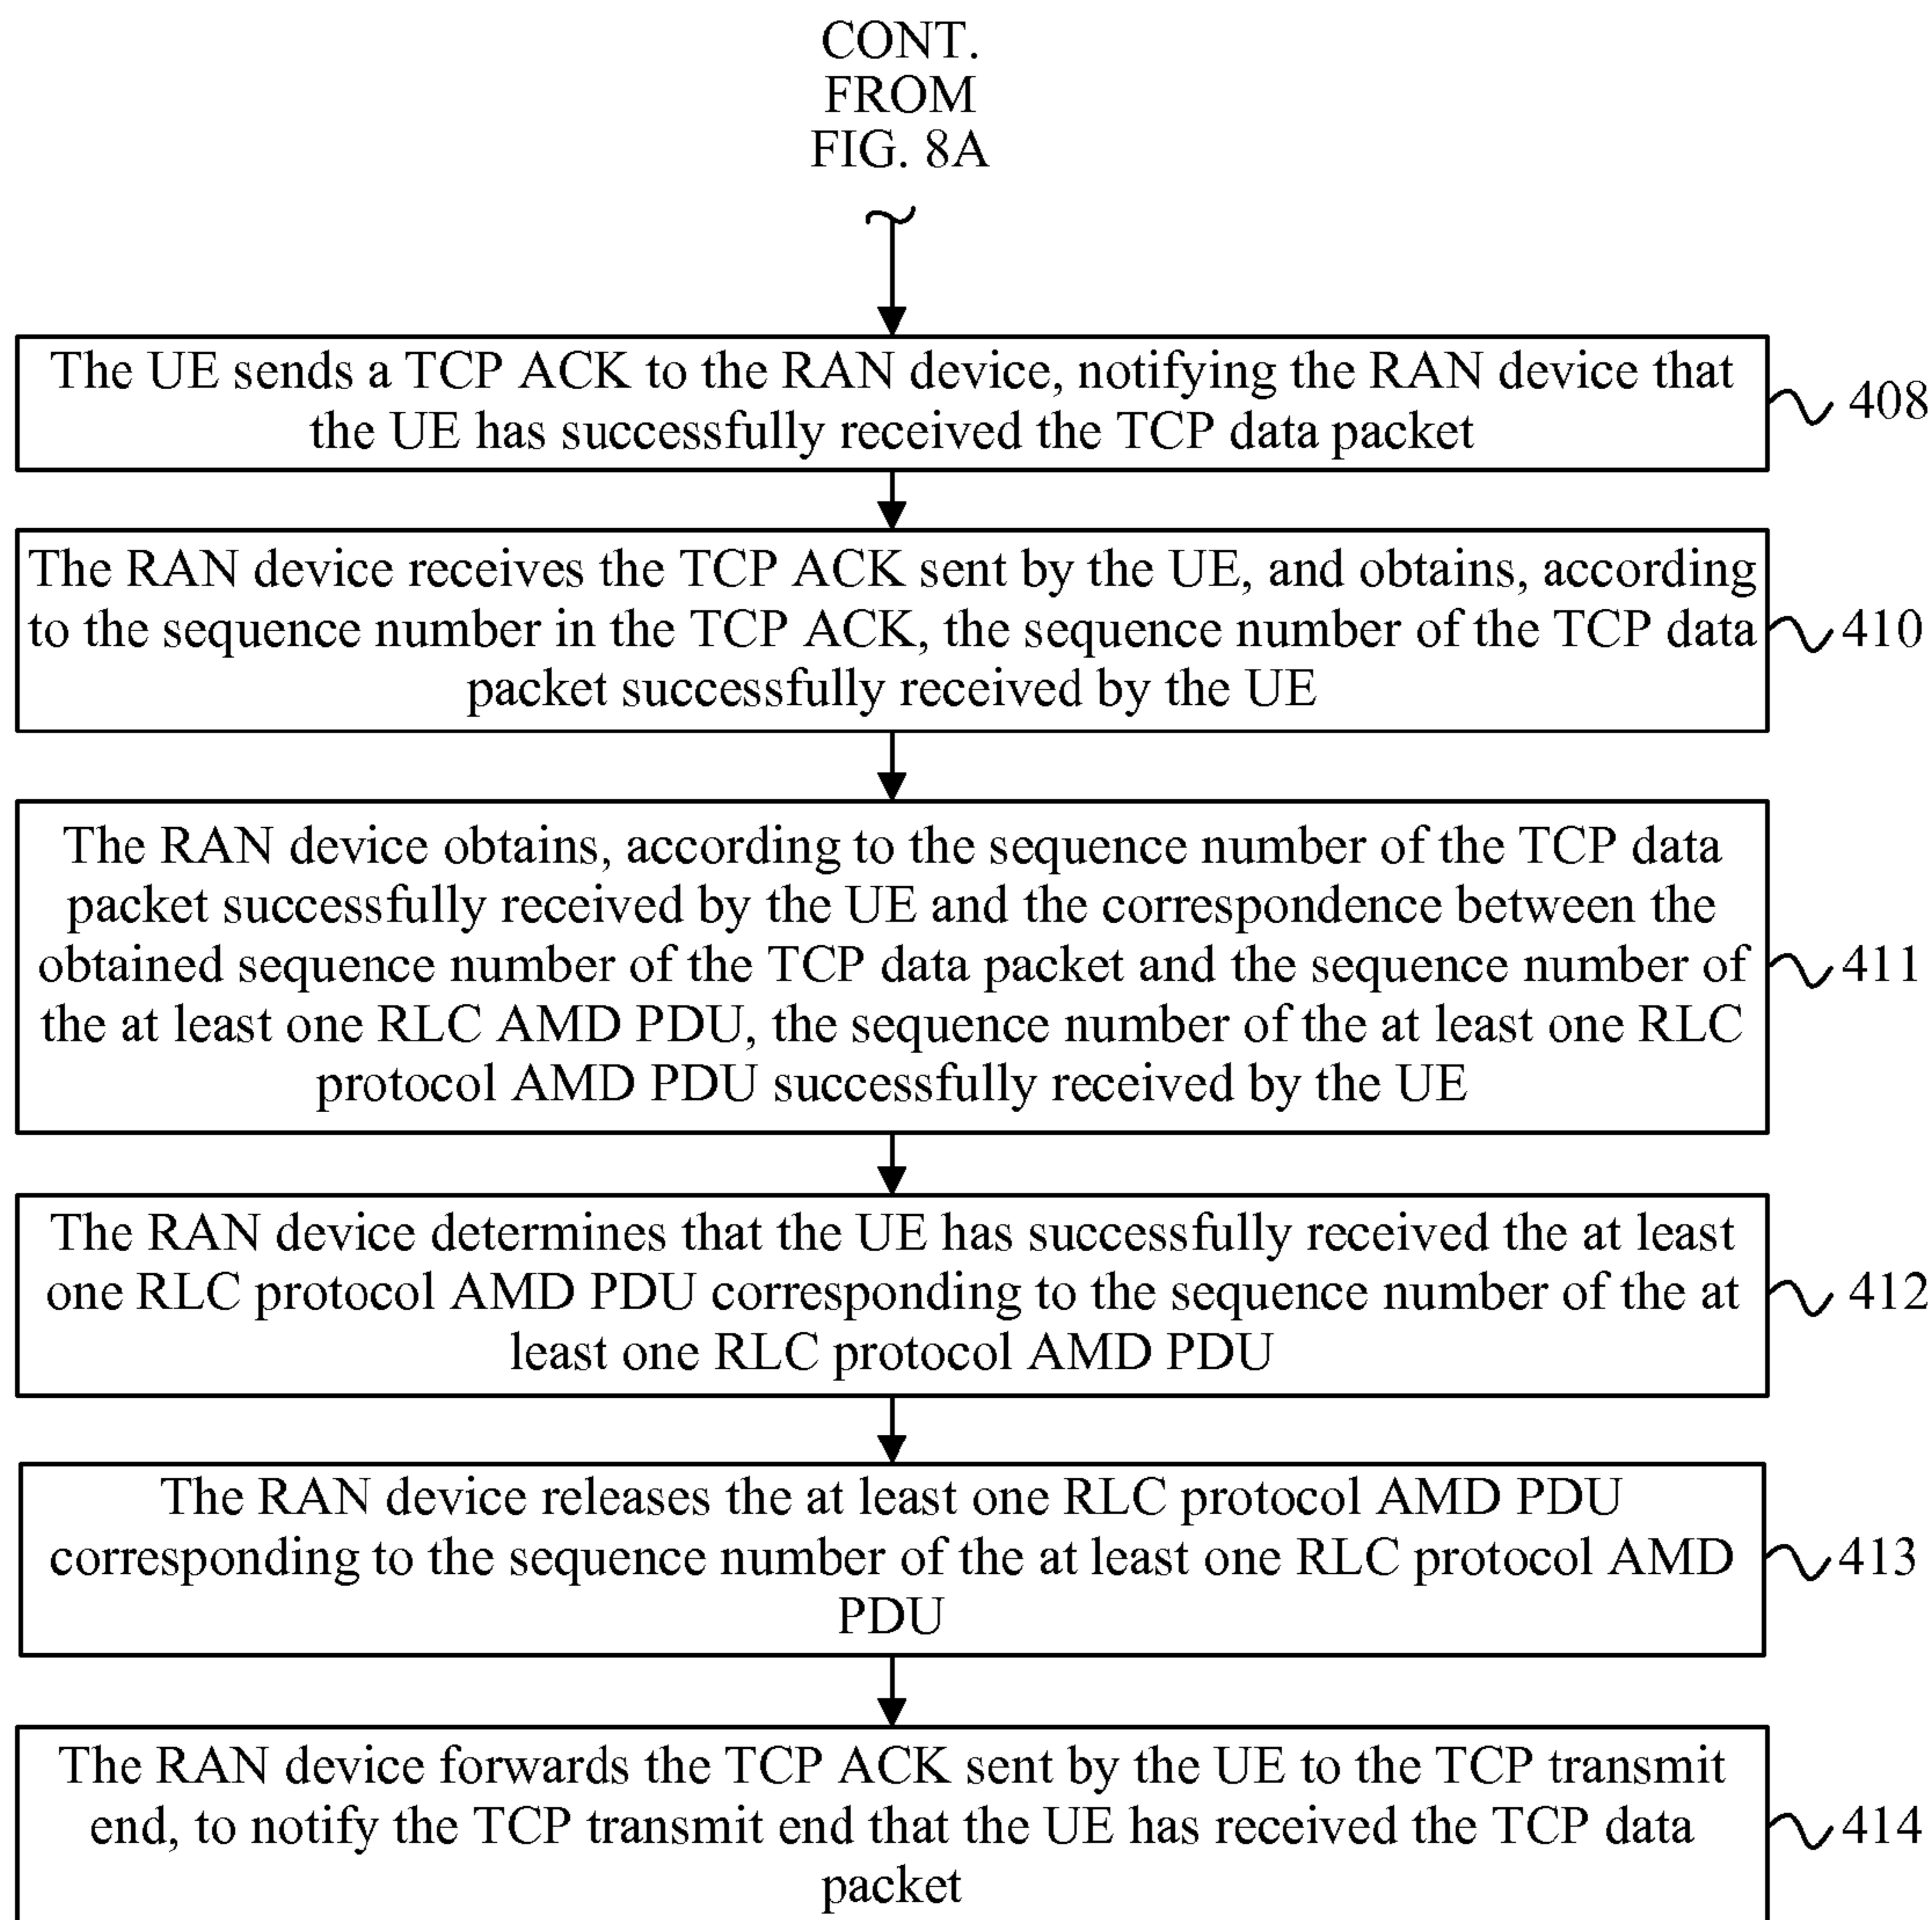 CONT.
FROM
FIG. 8A
The UE sends a TCP ACK to the RAN device, notifying the RAN device that
the UE has successfully received the TCP data packet
408
The RAN device receives the TCP ACK sent by the UE, and obtains, according
to the sequence number in the TCP ACK, the sequence number of the TCP data
packet successfully received by the UE
410
The RAN device obtains, according to the sequence number of the TCP data
packet successfully received by the UE and the correspondence between the
obtained sequence number of the TCP data packet and the sequence number of
the at least one RLC AMD PDU, the sequence number of the at least one RLC
protocol AMD PDU successfully received by the UE
411
The RAN device determines that the UE has successfully received the at least
one RLC protocol AMD PDU corresponding to the sequence number of the at
least one RLC protocol AMD PDU
412
The RAN device releases the at least one RLC protocol AMD PDU
corresponding to the sequence number of the at least one RLC protocol AMD
PDU
413
The RAN device forwards the TCP ACK sent by the UE to the TCP transmit
end, to notify the TCP transmit end that the UE has received the TCP data
packet
414